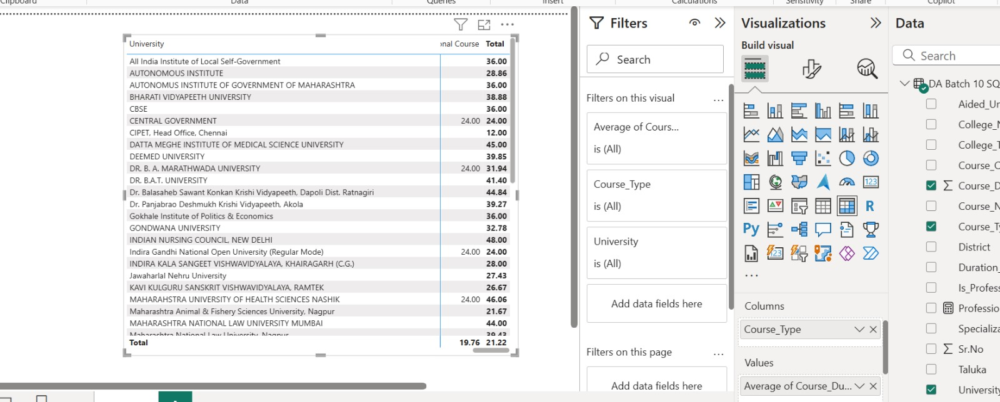 Data
Queries
Calculations
Sensitivity
Share
Copilot
University onal Course Total
All India Institute of Local Self-Government 36.00
AUTONOMOUS INSTITUTE 28.86
AUTONOMUS INSTITUTE OF GOVERNMENT OF MAHARASHTRA 36.00
BHARATI VIDYAPEETH UNIVERSITY 38.88
CBSE 36.00
CENTRAL GOVERNMENT 24.00 24.00
CIPET, Head Office, Chennai 12.00
DATTA MEGHE INSTITUTE OF MEDICAL SCIENCE UNIVERSITY 45.00
DEEMED UNIVERSITY 39.85
DR. B. A. MARATHWADA UNIVERSITY 24.00 31.94
DR. B.A.T. UNIVERSITY 41.40
Dr. Balasaheb Sawant Konkan Krishi Vidyapeeth, Dapoli Dist. Ratnagiri 44.84
Dr. Panjabrao Deshmukh Krishi Vidyapeeth, Akola 39.27
Gokhale Institute of Politics & Economics 36.00
GONDWANA UNIVERSITY 32.78
INDIAN NURSING COUNCIL, NEW DELHI 48.00
Indira Gandhi National Open University (Regular Mode) 24.00 24.00
INDIRA KALA SANGEET VISHWAVIDYALAYA, KHAIRAGARH (C.G.) 28.00
Jawaharlal Nehru University 27.43
KAVI KULGURU SANSKRIT VISHWAVIDYALAYA, RAMTEK 26.67
MAHARAHSTRA UNIVERSITY OF HEALTH SCIENCES NASHIK 24.00 46.06
Maharashtra Animal & Fishery Sciences University, Nagpur 21.67
MAHARASHTRA NATIONAL LAW UNIVERSITY MUMBAI 44.00
Maharashtra National Law University, Nagpur 39.43
Total 19.76 21.22
Filters
Search
Filters on this visual ...
Average of Cours...
is (All)
Course_Type
is (All)
University
is (All)
Add data fields here
Filters on this page ...
Add data fields here
Visualizations
Build visual
123
R
Py
123
...
Columns
Course_Type
Values
Average of Course_Du...
Data
Search
DA Batch 10 SQ
Aided_Un
College_N
College_T
Course_C
Σ Course_D
Course_N
Course_Ty
District
Duration_
Is_Profess
Professio
Specializa
Σ Sr.No
Taluka
University